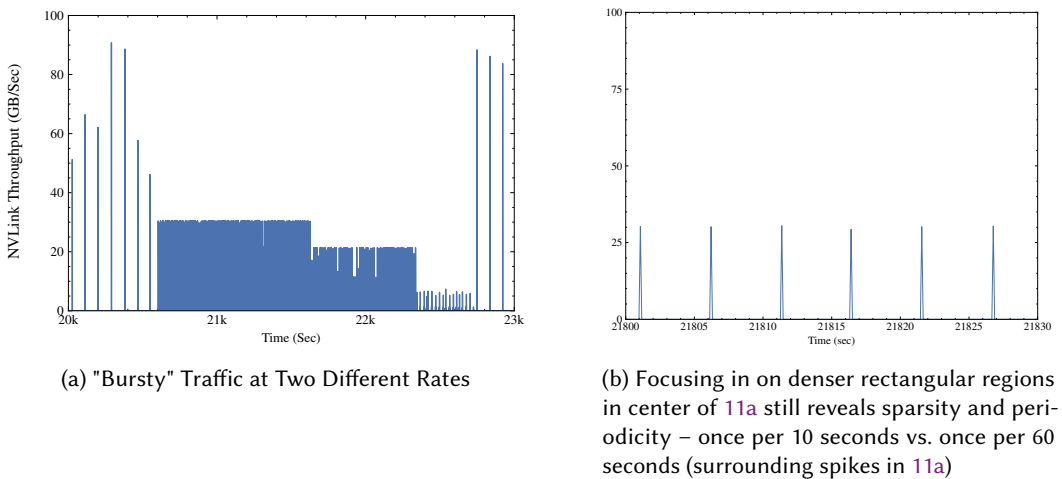 100
80
60
40
20
0
NVLink Throughput (GB/Sec)
20k 21k 22k 23k
Time (Sec)
(a) "Bursty" Traffic at Two Different Rates
100
75
50
25
0
21800 21805 21810 21815 21820 21825 21830
Time (sec)
(b) Focusing in on denser rectangular regions
in center of 11a still reveals sparsity and peri-
odicity – once per 10 seconds vs. once per 60
seconds (surrounding spikes in 11a)